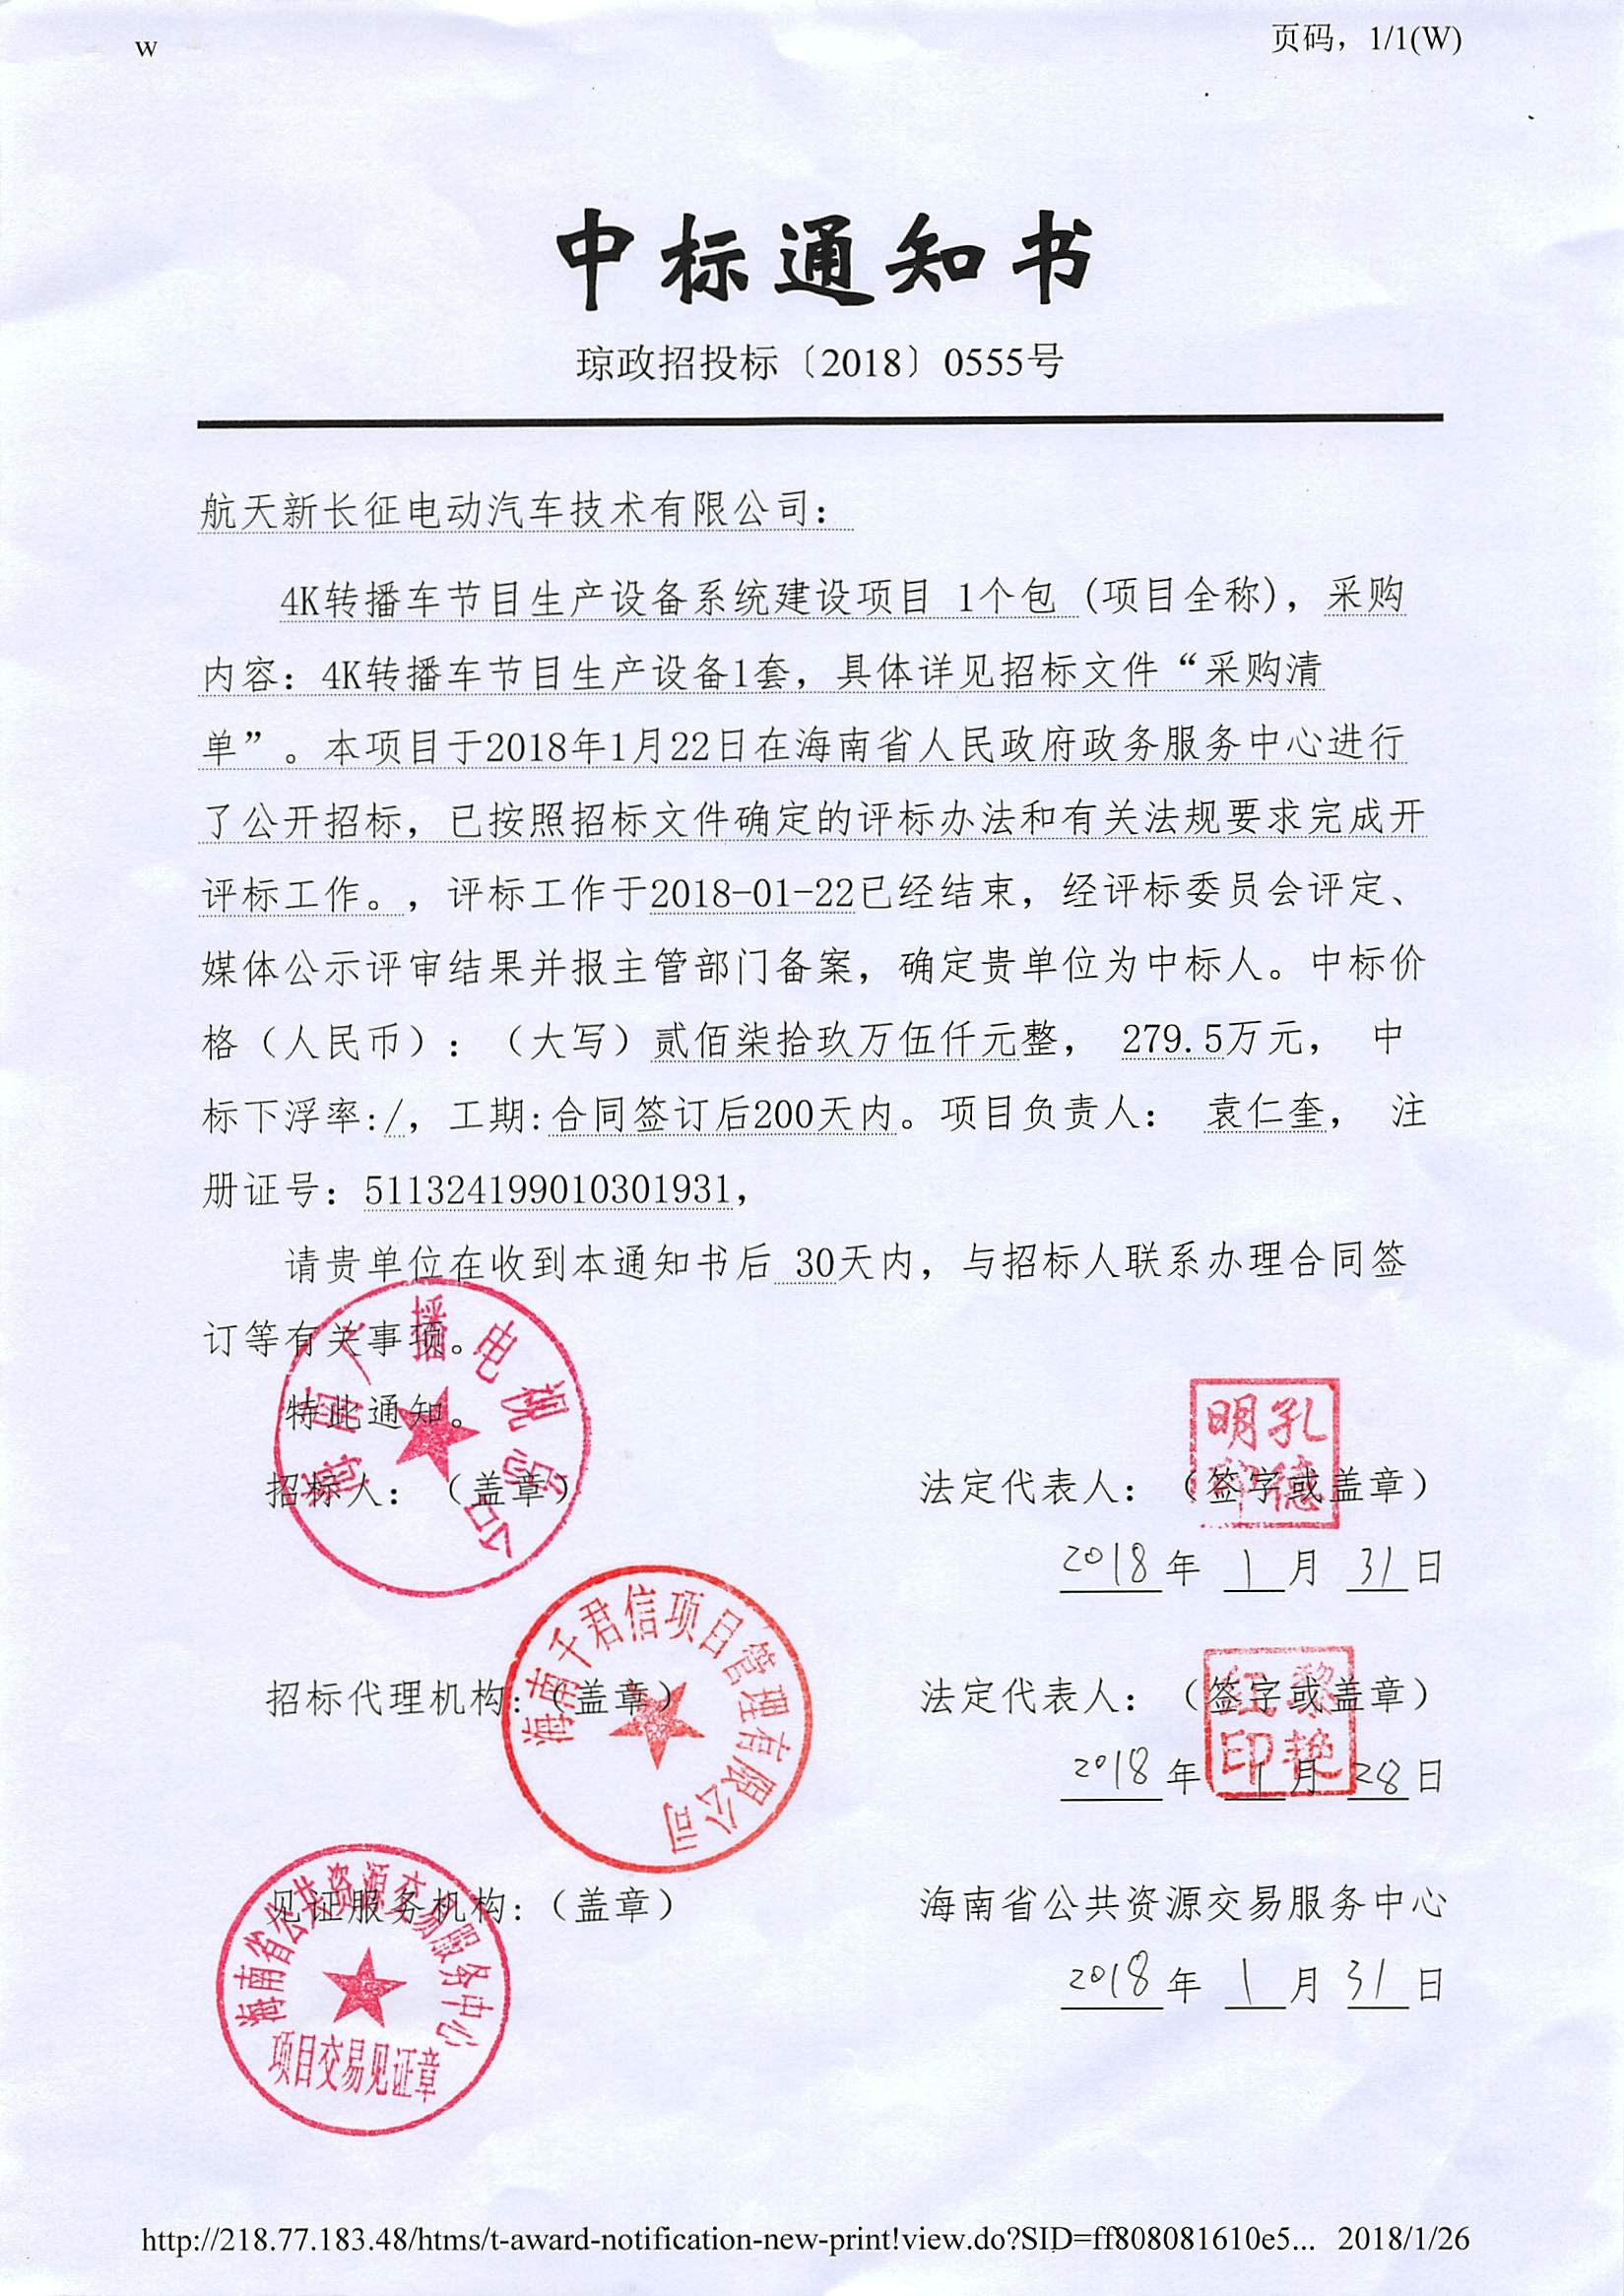 w
页码，1/1(W)
中标通知书
琼政招投标〔2018〕0555号
航天新长征电动汽车技术有限公司：
4K转播车节目生产设备系统建设项目 1个包 (项目全称)，采购
内容：4K转播车节目生产设备1套，具体详见招标文件“采购清
单”。本项目于2018年1月22日在海南省人民政府政务服务中心进行
了公开招标，已按照招标文件确定的评标办法和有关法规要求完成开
评标工作。，评标工作于2018-01-22已经结束，经评标委员会评定、
媒体公示评审结果并报主管部门备案，确定贵单位为中标人。中标价
格（人民币）：（大写）贰佰柒拾玖万伍仟元整， 279.5万元， 中
标下浮率:/，工期:合同签订后200天内。项目负责人： 袁仁奎， 注
册证号：511324199010301931，
请贵单位在收到本通知书后 30天内，与招标人联系办理合同签
订等有关事项。
特此通知。
招标人：（盖章）
海南广播电视总台
法定代表人：（签字或盖章）
孔德明印
2018年 1月 31日
招标代理机构:（盖章）
海南千君信项目管理有限公司
法定代表人：（签字或盖章）
黎艳红印
2018年 1月 28日
见证服务机构:（盖章）
海南省公共资源交易服务中心
项目交易见证章
海南省公共资源交易服务中心
2018年 1月 31日
http://218.77.183.48/htms/t-award-notification-new-print!view.do?SID=ff808081610e5... 2018/1/26